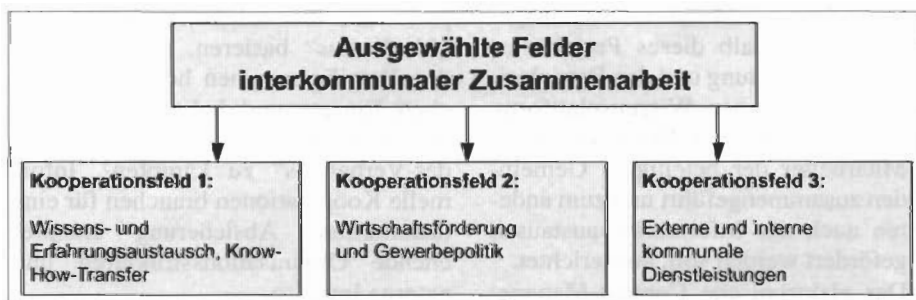 Ausgewählte Felder
interkommunaler Zusammenarbeit
Kooperationsfeld 1:
Wissens- und
Erfahrungsaustausch, Know-
How-Transfer
Kooperationsfeld 2:
Wirtschaftsförderung
und Gewerbepolitik
Kooperationsfeld 3:
Externe und interne
kommunale
Dienstleistungen